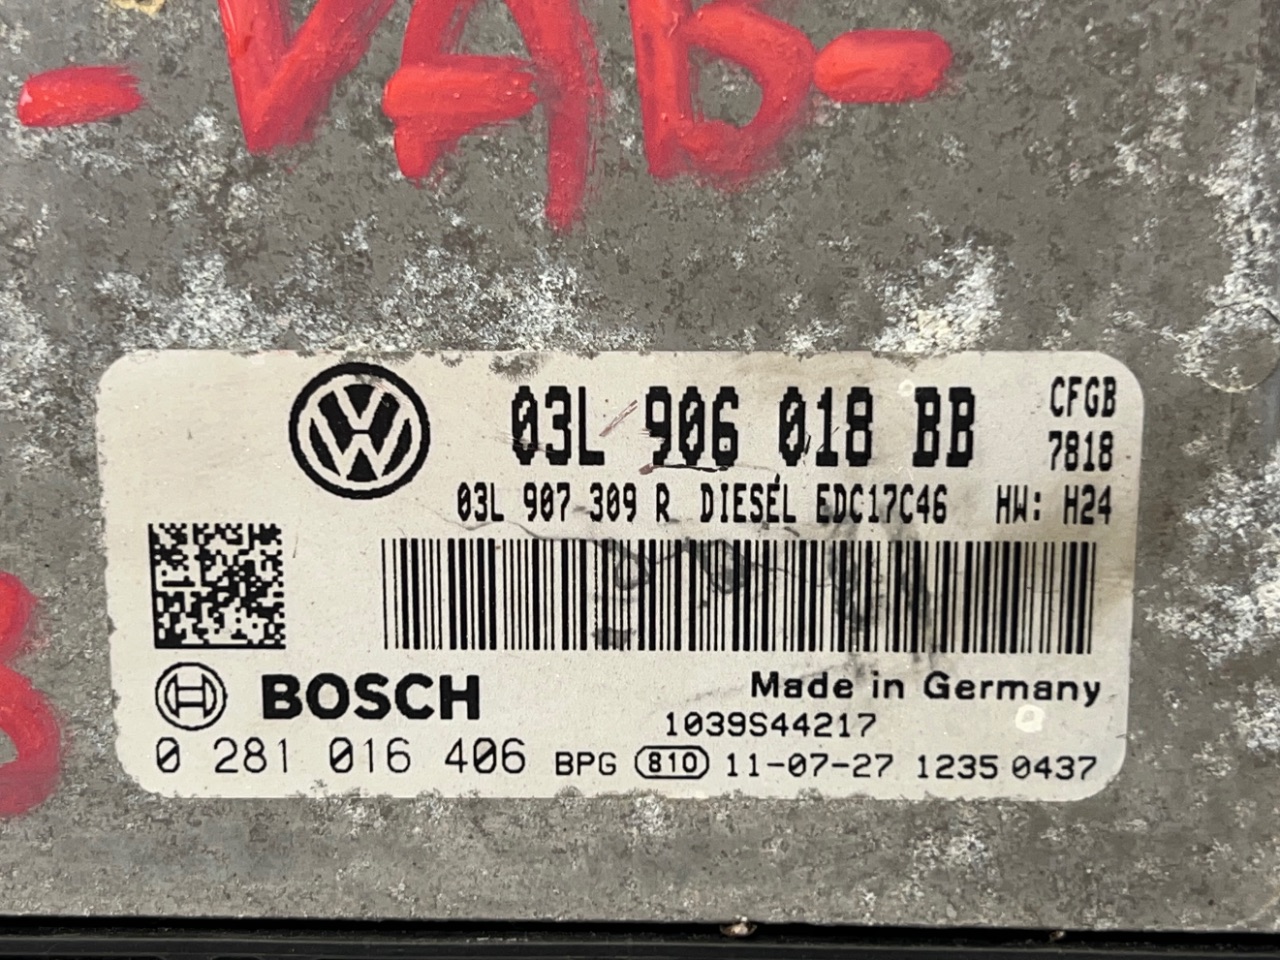 -VAB-
03L 906 018 BB
CFGB
7818
03L 907 309 R DIESEL EDC17C46 HW: H24
BOSCH
Made in Germany
1039S44217
0 281 016 406 BPG 810 11-07-27 1235 0437